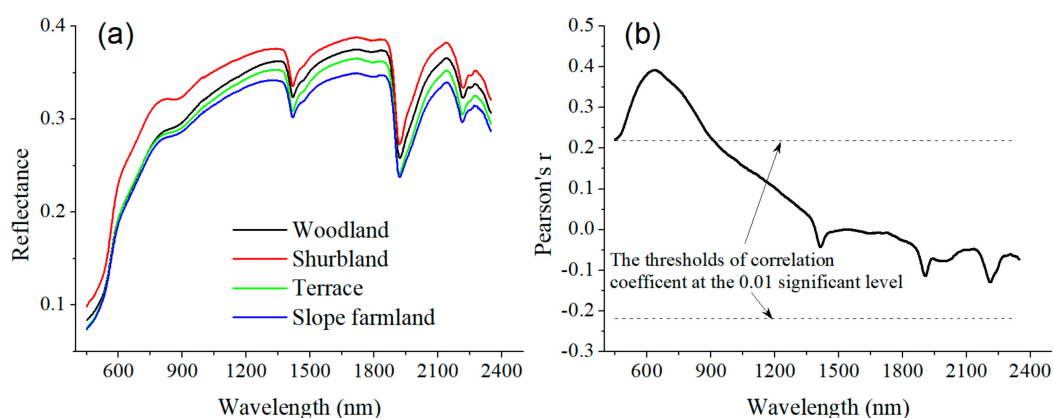 (a)
0.4
0.3
0.2
0.1
Reflectance
Woodland
Shurbland
Terrace
Slope farmland
600 900 1200 1500 1800 2100 2400
Wavelength (nm)
(b)
0.5
0.4
0.3
0.2
0.1
0.0
-0.1
-0.2
-0.3
Pearson's r
The thresholds of correlation
coefficent at the 0.01 significant level
600 900 1200 1500 1800 2100 2400
Wavelength (nm)